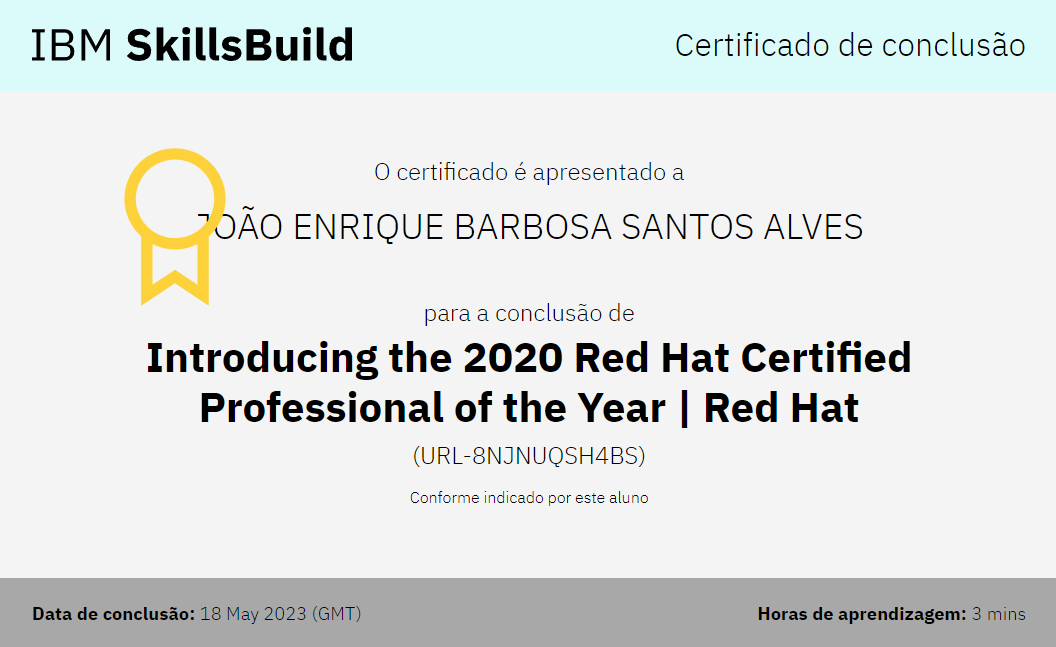 IBM SkillsBuild
Certificado de conclusão
O certificado é apresentado a
JOÃO ENRIQUE BARBOSA SANTOS ALVES
para a conclusão de
Introducing the 2020 Red Hat Certified
Professional of the Year | Red Hat
(URL-8NJNUQSH4BS)
Conforme indicado por este aluno
Data de conclusão: 18 May 2023 (GMT)
Horas de aprendizagem: 3 mins